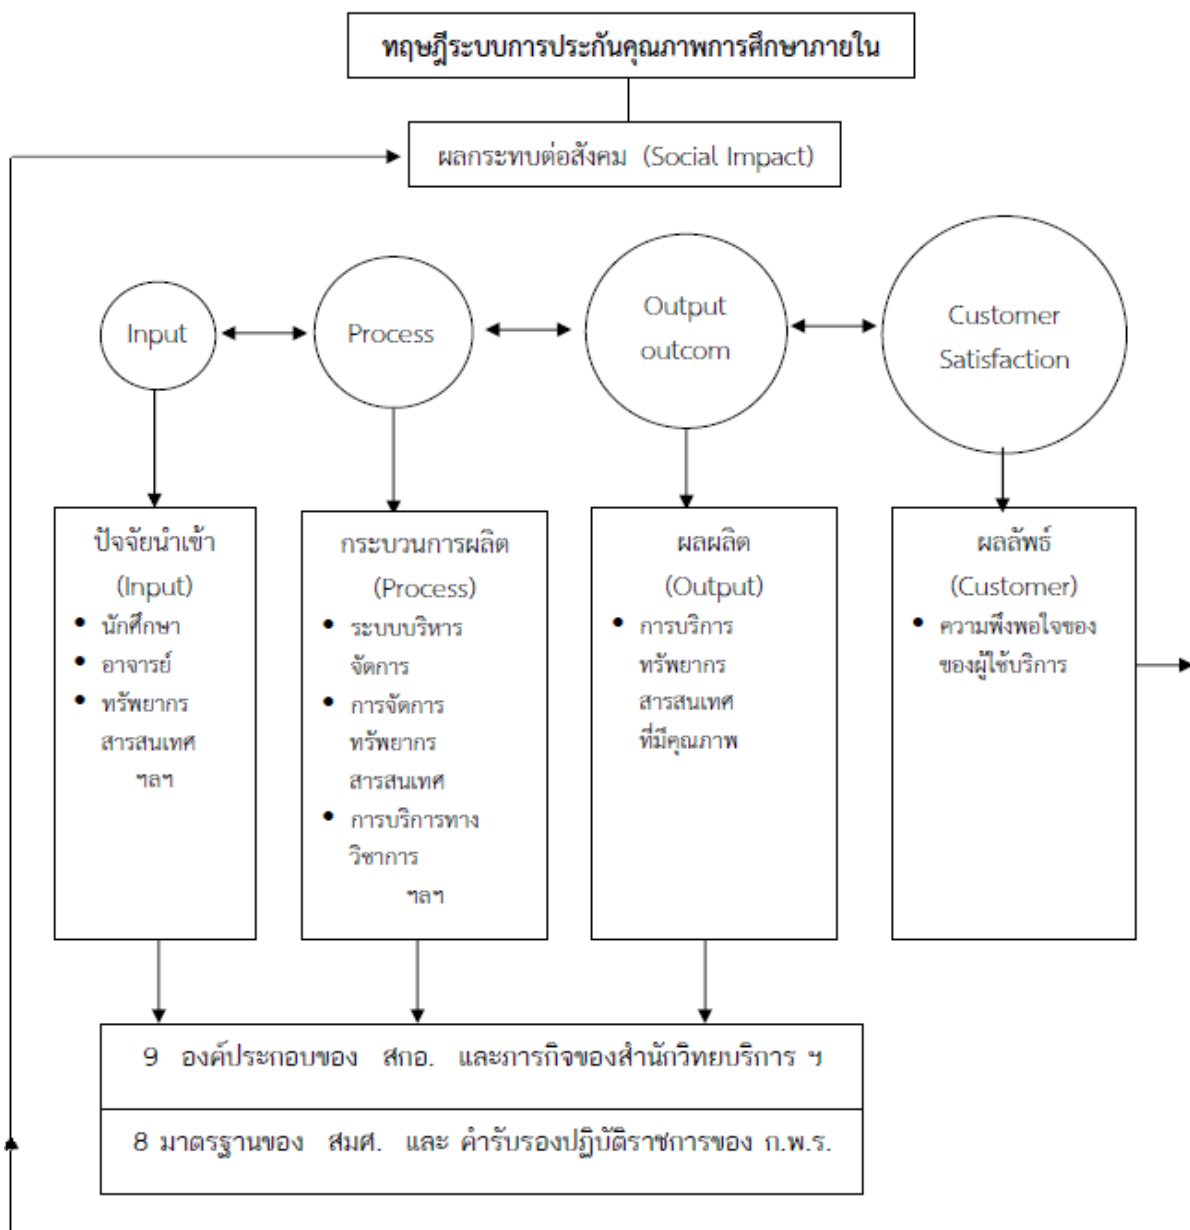 ทฤษฎีระบบการประกันคุณภาพการศึกษาภายใน
ผลกระทบต่อสังคม (Social Impact)
Input
Process
Output
outcom
Customer
Satisfaction
ปัจจัยนำเข้า
(Input)
• นักศึกษา
• อาจารย์
• ทรัพยากร
สารสนเทศ
ฯลฯ
กระบวนการผลิต
(Process)
• ระบบบริหาร
จัดการ
• การจัดการ
ทรัพยากร
สารสนเทศ
• การบริการทาง
วิชาการ
ฯลฯ
ผลผลิต
(Output)
• การบริการ
ทรัพยากร
สารสนเทศ
ที่มีคุณภาพ
ผลลัพธ์
(Customer)
• ความพึงพอใจของ
ของผู้ใช้บริการ
9 องค์ประกอบของ สกอ. และภารกิจของสำนักวิทยบริการ ฯ
8 มาตรฐานของ สมศ. และ คำรับรองปฏิบัติราชการของ ก.พ.ร.